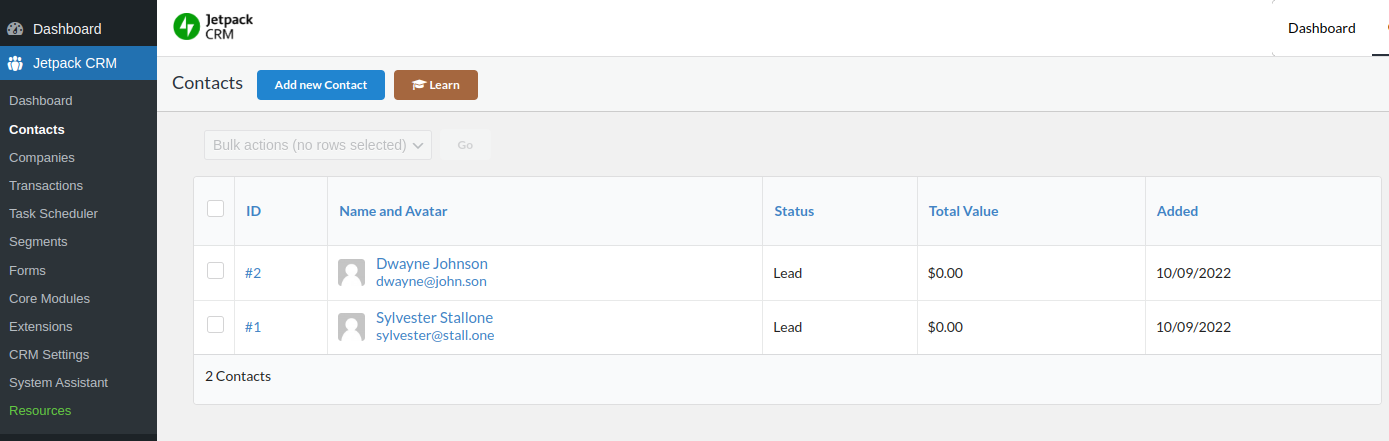 Dashboard
Jetpack CRM
Dashboard
Contacts
Companies
Transactions
Task Scheduler
Segments
Forms
Core Modules
Extensions
CRM Settings
System Assistant
Resources
Jetpack
CRM
Dashboard
Contacts Add new Contact Learn
Bulk actions (no rows selected) Go
ID Name and Avatar Status Total Value Added
#2 Dwayne Johnson Lead $0.00 10/09/2022
dwayne@john.son
#1 Sylvester Stallone Lead $0.00 10/09/2022
sylvester@stall.one
2 Contacts